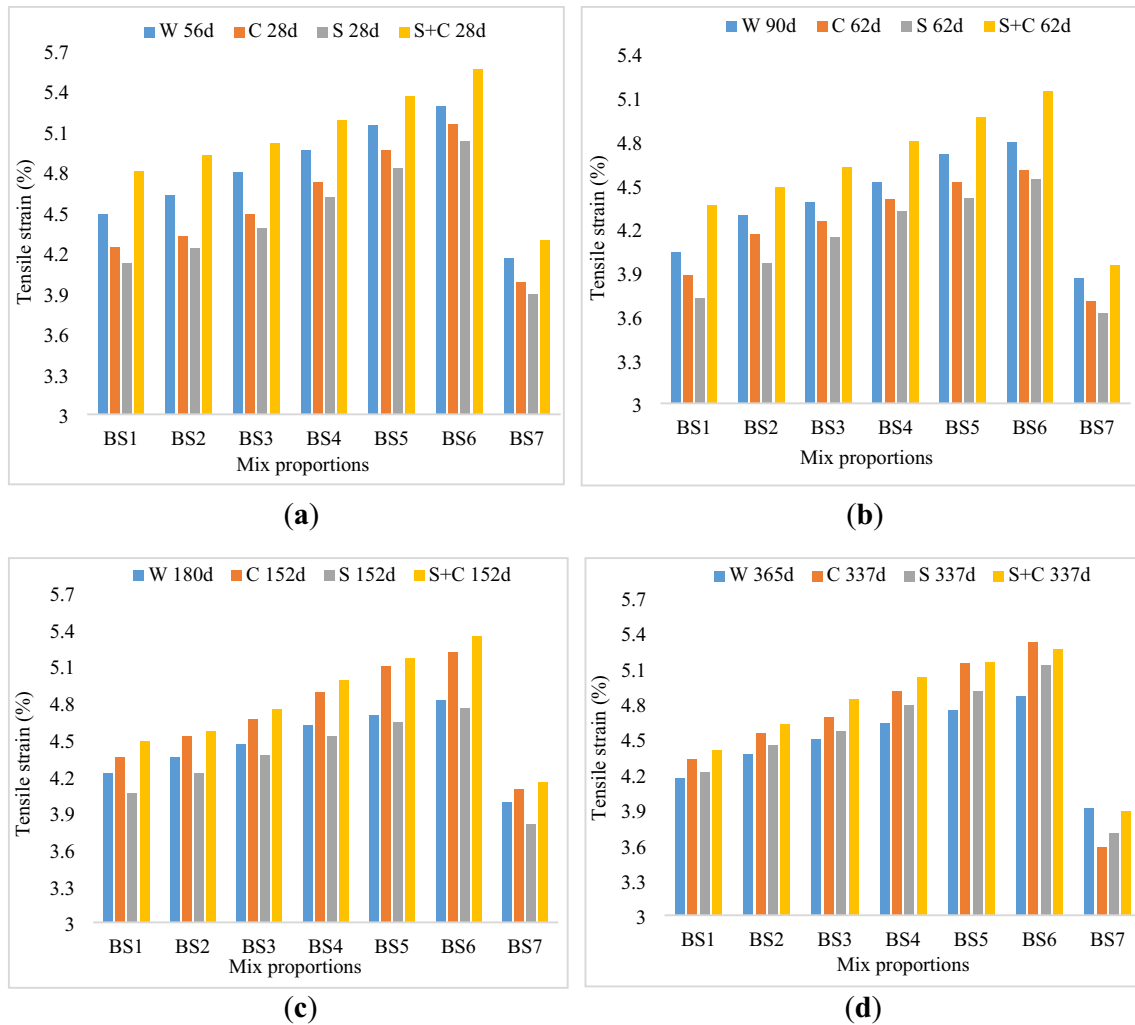 W 56d C 28d S 28d S+C 28d
5.7
5.4
5.1
4.8
4.5
4.2
3.9
3.6
3.3
3
Tensile strain (%)
BS1 BS2 BS3 BS4 BS5 BS6 BS7
Mix proportions
(a)
W 90d C 62d S 62d S+C 62d
5.4
5.1
4.8
4.5
4.2
3.9
3.6
3.3
3
Tensile strain (%)
BS1 BS2 BS3 BS4 BS5 BS6 BS7
Mix proportions
(b)
W 180d C 152d S 152d S+C 152d
5.7
5.4
5.1
4.8
4.5
4.2
3.9
3.6
3.3
3
Tensile strain (%)
BS1 BS2 BS3 BS4 BS5 BS6 BS7
Mix proportions
(c)
W 365d C 337d S 337d S+C 337d
5.7
5.4
5.1
4.8
4.5
4.2
3.9
3.6
3.3
3
Tensile strain (%)
BS1 BS2 BS3 BS4 BS5 BS6 BS7
Mix proportions
(d)